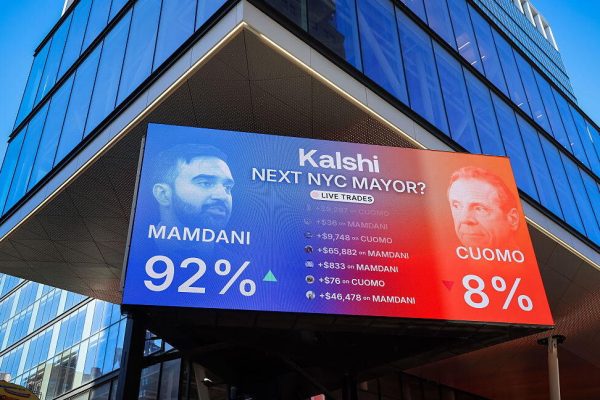 Kalshi
NEXT NYC MAYOR?
LIVE TRADES
CUOMO
+$36 on MAMDANI
+$9,748 on CUOMO
+$65,882 on MAMDANI
+$833 on MAMDANI
+$76 on CUOMO
+$46,478 on MAMDANI
MAMDANI
92%
CUOMO
8%